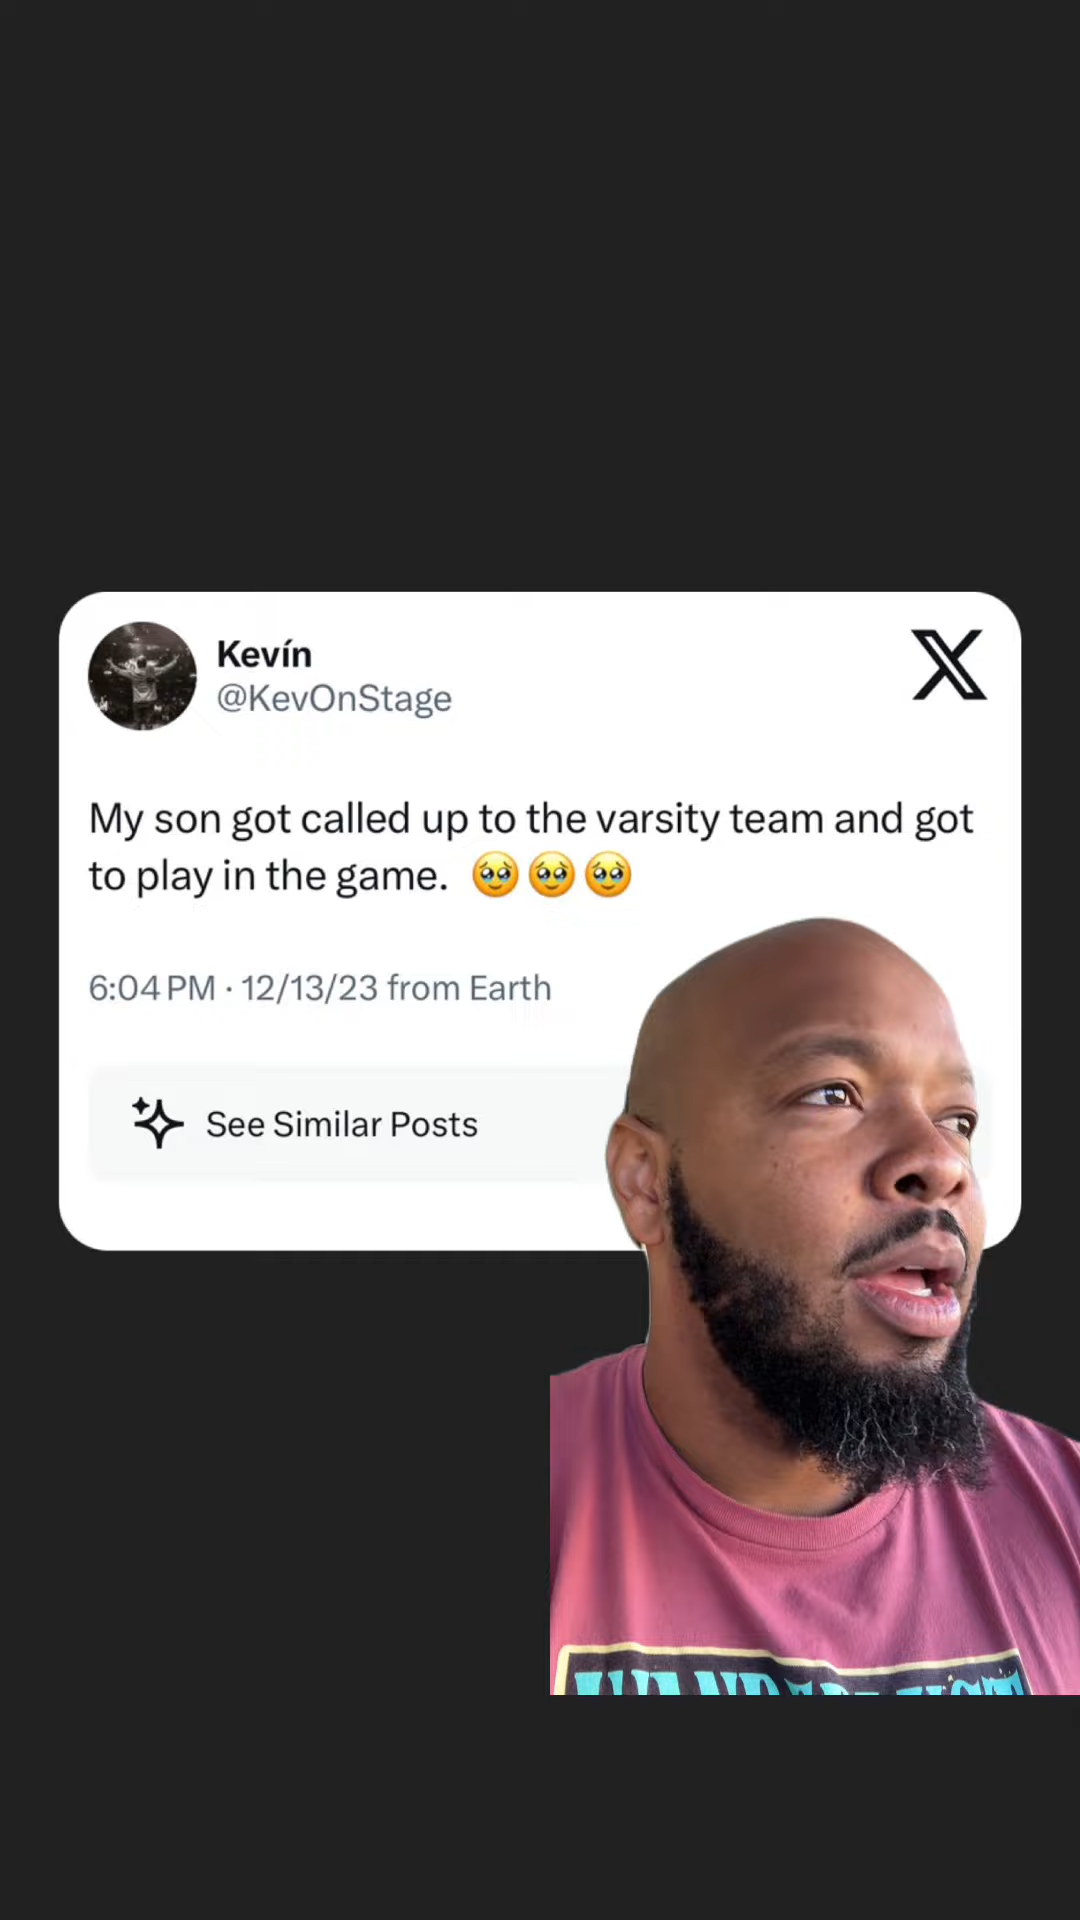 Kevín
@KevOnStage
My son got called up to the varsity team and got
to play in the game. 🥹🥹🥹
6:04 PM · 12/13/23 from Earth
See Similar Posts
WANDERLUST